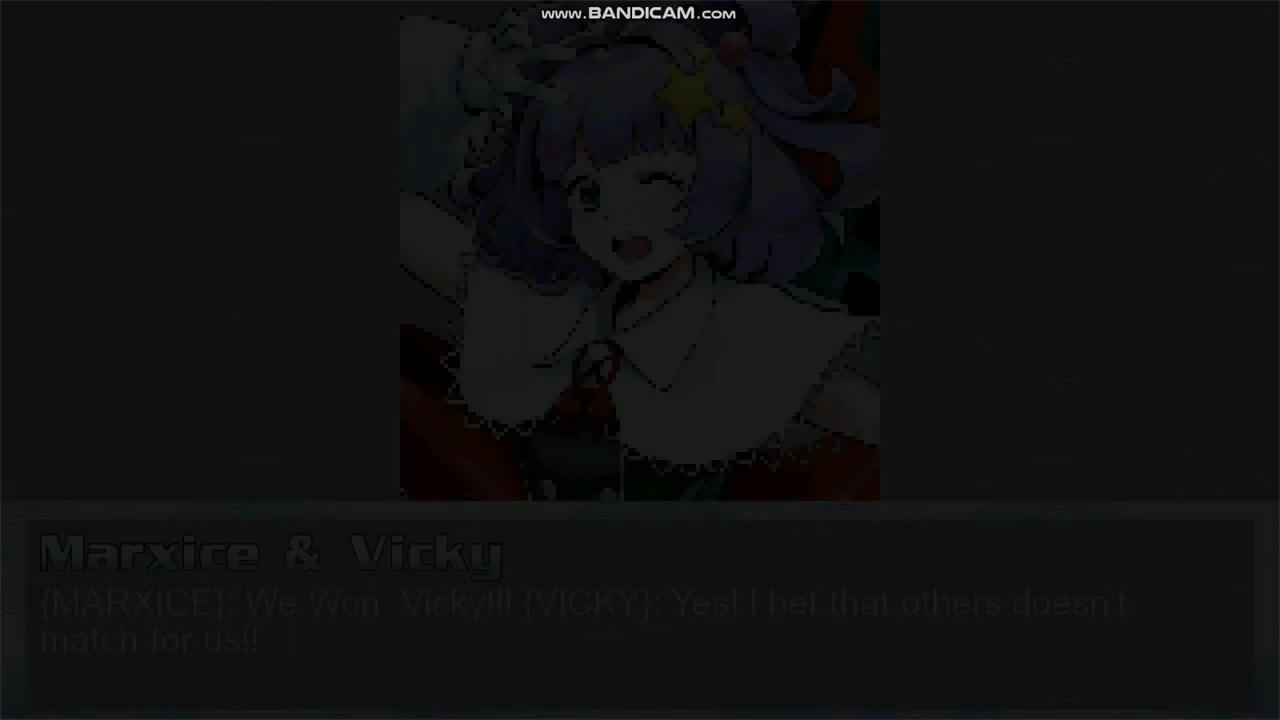 www.BANDICAM.com
Marxice & Vicky
{MARXICE}: We Won, Vicky!!! {VICKY}: Yes! I bet that others doesn't
match for us!!